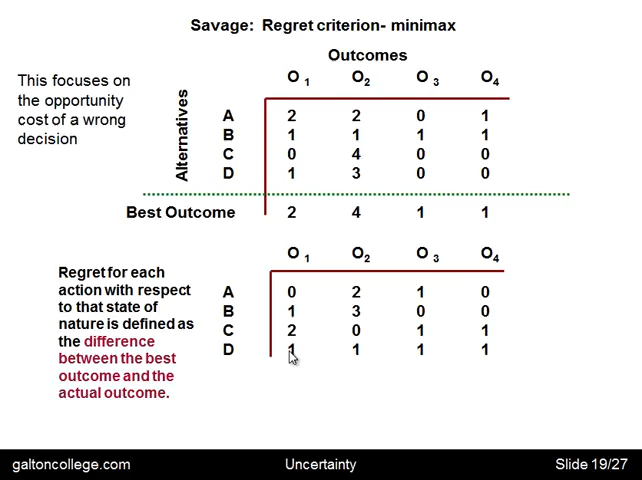 Savage: Regret criterion- minimax
Outcomes
This focuses on
the opportunity
cost of a wrong
decision
Alternatives
O 1 O2 O 3 O4
A 2 2 0 1
B 1 1 1 1
C 0 4 0 0
D 1 3 0 0
Best Outcome 2 4 1 1
Regret for each
action with respect
to that state of
nature is defined as
the difference
between the best
outcome and the
actual outcome.
O 1 O2 O 3 O4
A 0 2 1 0
B 1 3 0 0
C 2 0 1 1
D 1 1 1 1
galtoncollege.com Uncertainty Slide 19/27